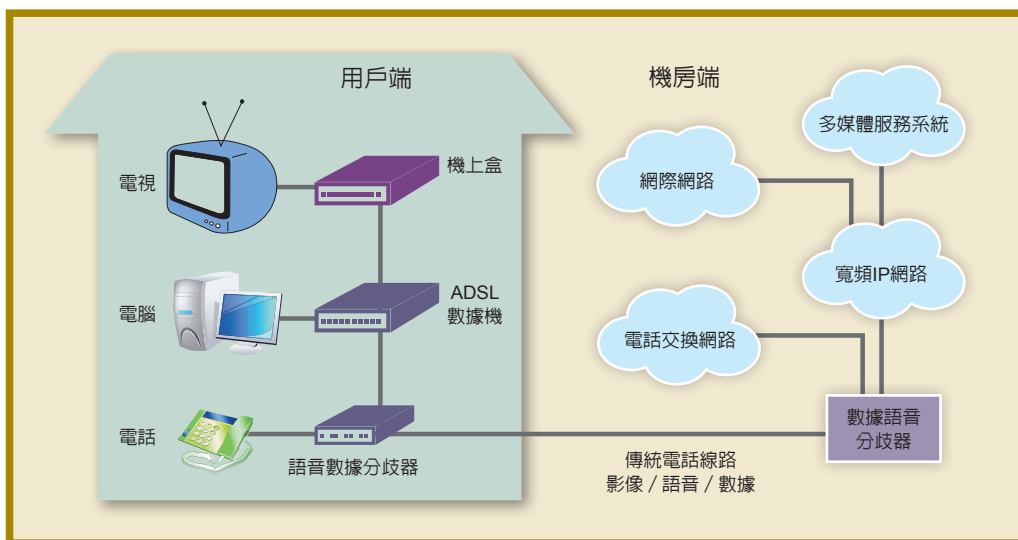 用戶端
機房端
電視
機上盒
電腦
ADSL
數據機
電話
語音數據分歧器
多媒體服務系統
網際網路
寬頻IP網路
電話交換網路
數據語音
分歧器
傳統電話線路
影像 / 語音 / 數據